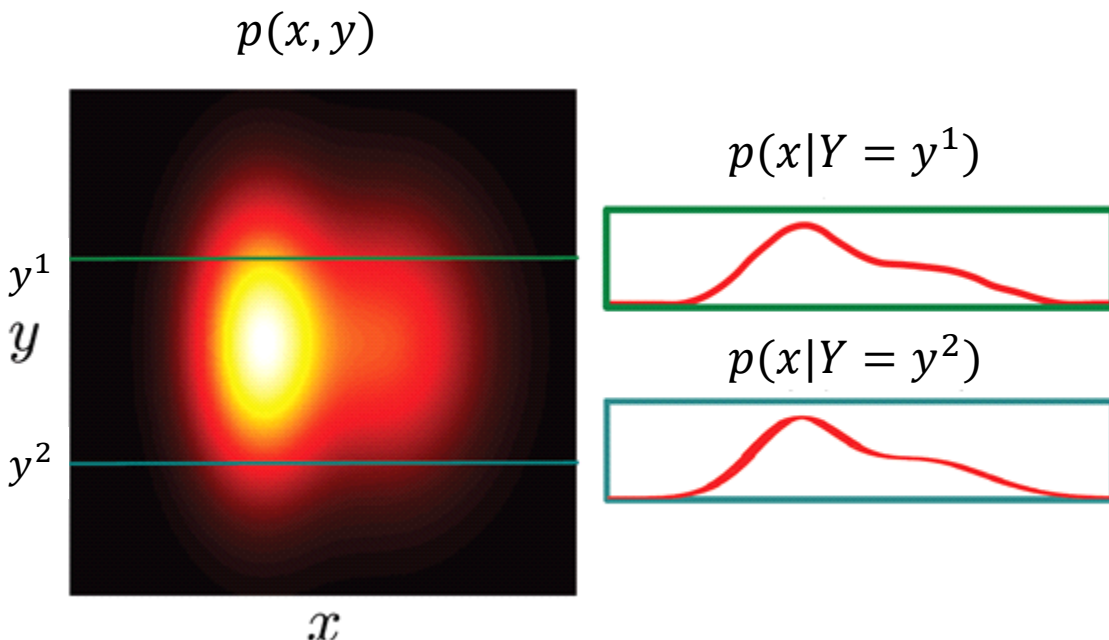 p(x, y)
p(x|Y = y¹)
y¹
y
p(x|Y = y²)
y²
x